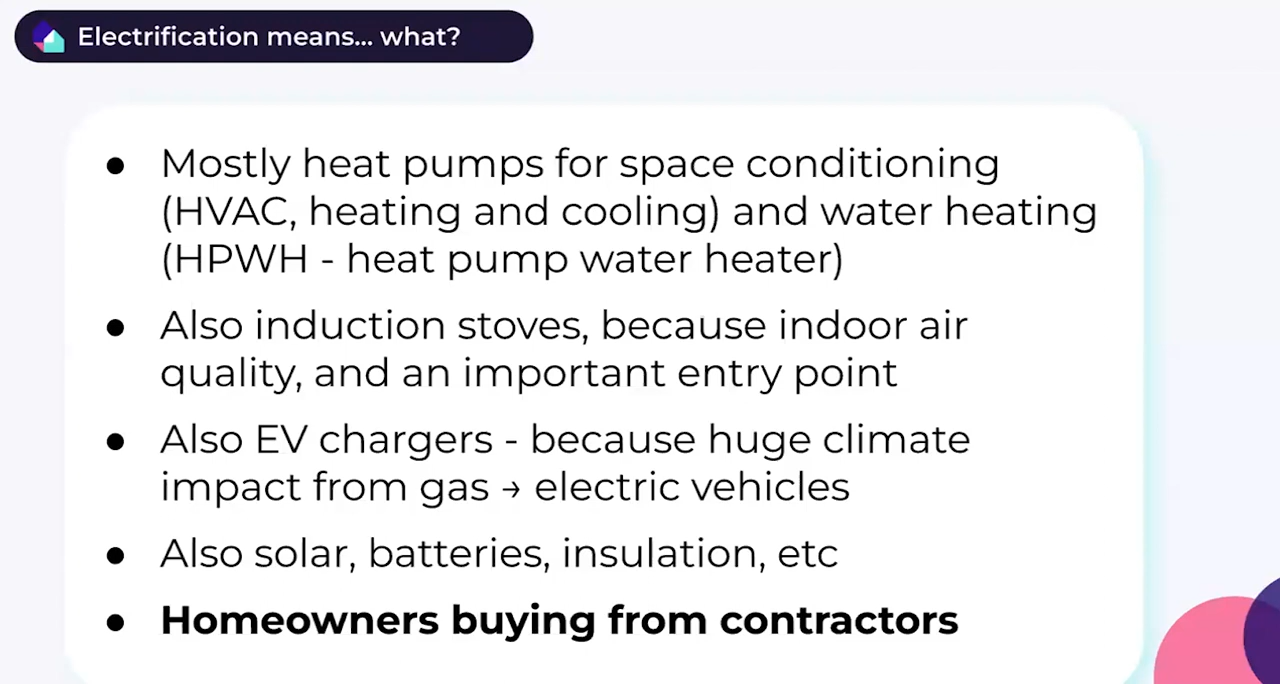 Electrification means... what?
● Mostly heat pumps for space conditioning
(HVAC, heating and cooling) and water heating
(HPWH - heat pump water heater)
● Also induction stoves, because indoor air
quality, and an important entry point
● Also EV chargers - because huge climate
impact from gas → electric vehicles
● Also solar, batteries, insulation, etc
● Homeowners buying from contractors